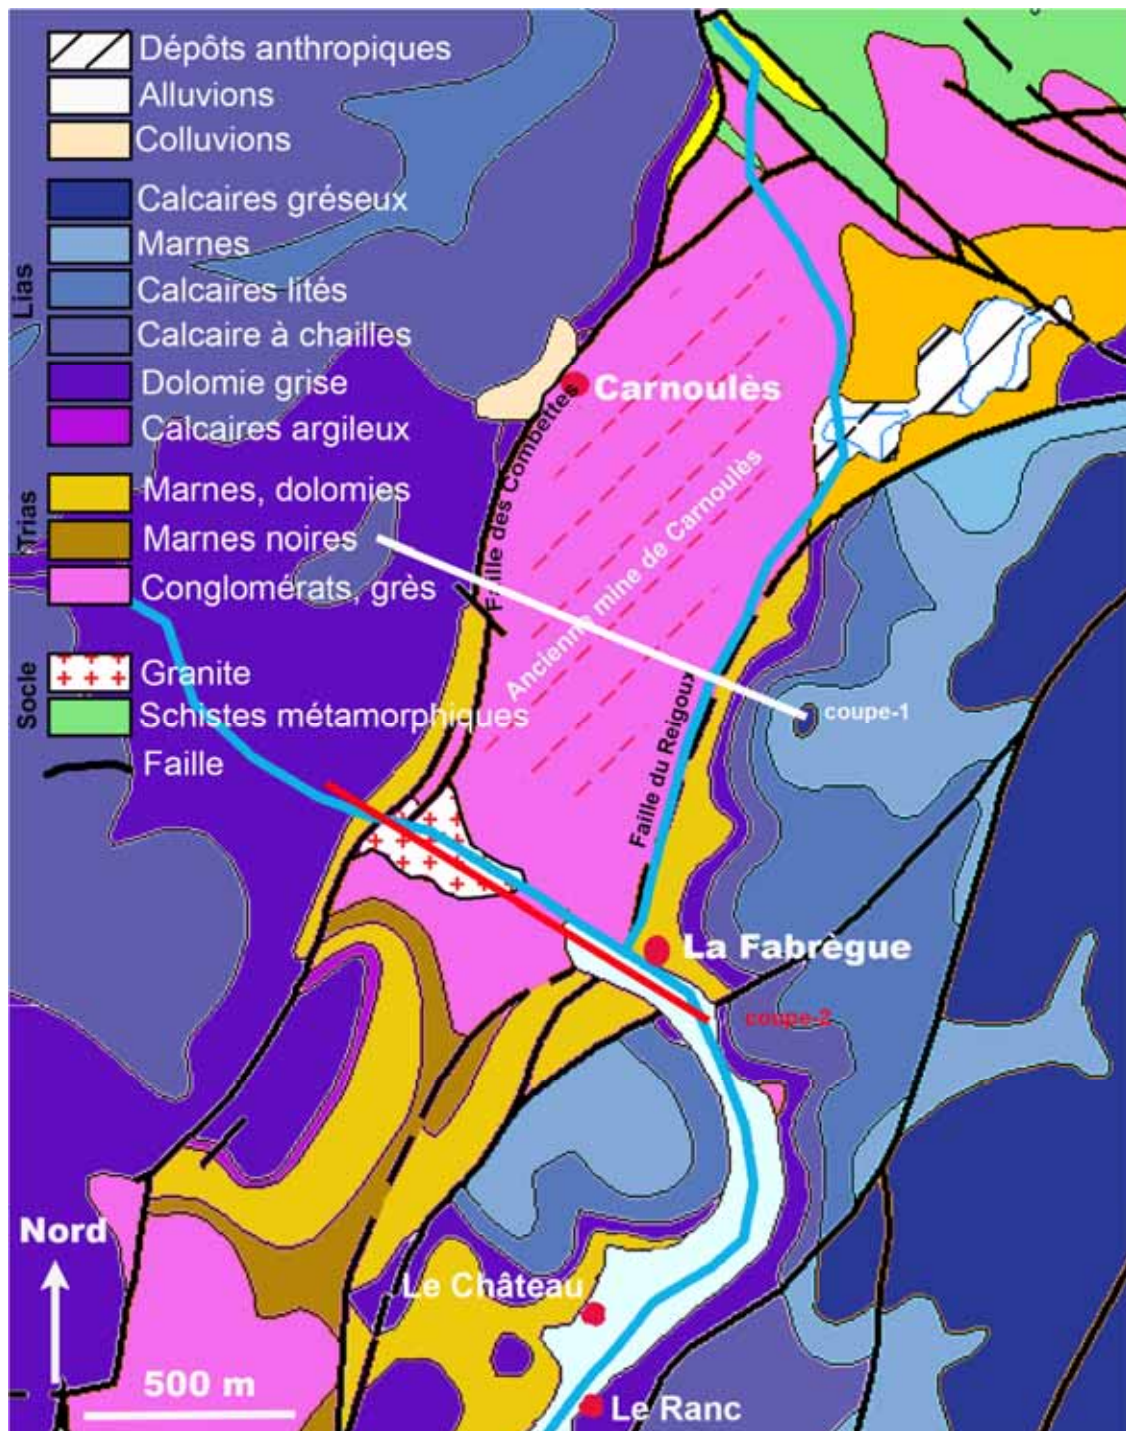 Dépôts anthropiques
Alluvions
Colluvions
Lias
Calcaires gréseux
Marnes
Calcaires lités
Calcaire à chailles
Dolomie grise
Calcaires argileux
Trias
Marnes, dolomies
Marnes noires
Conglomérats, grès
Socle
Granite
Schistes métamorphiques
Faille
Carnoulès
Faille des Combettes
Ancienne mine de Carnoulès
coupe-1
Faille du Reigoux
La Fabrègue
coupe-2
Nord
Le Château
500 m
Le Ranc